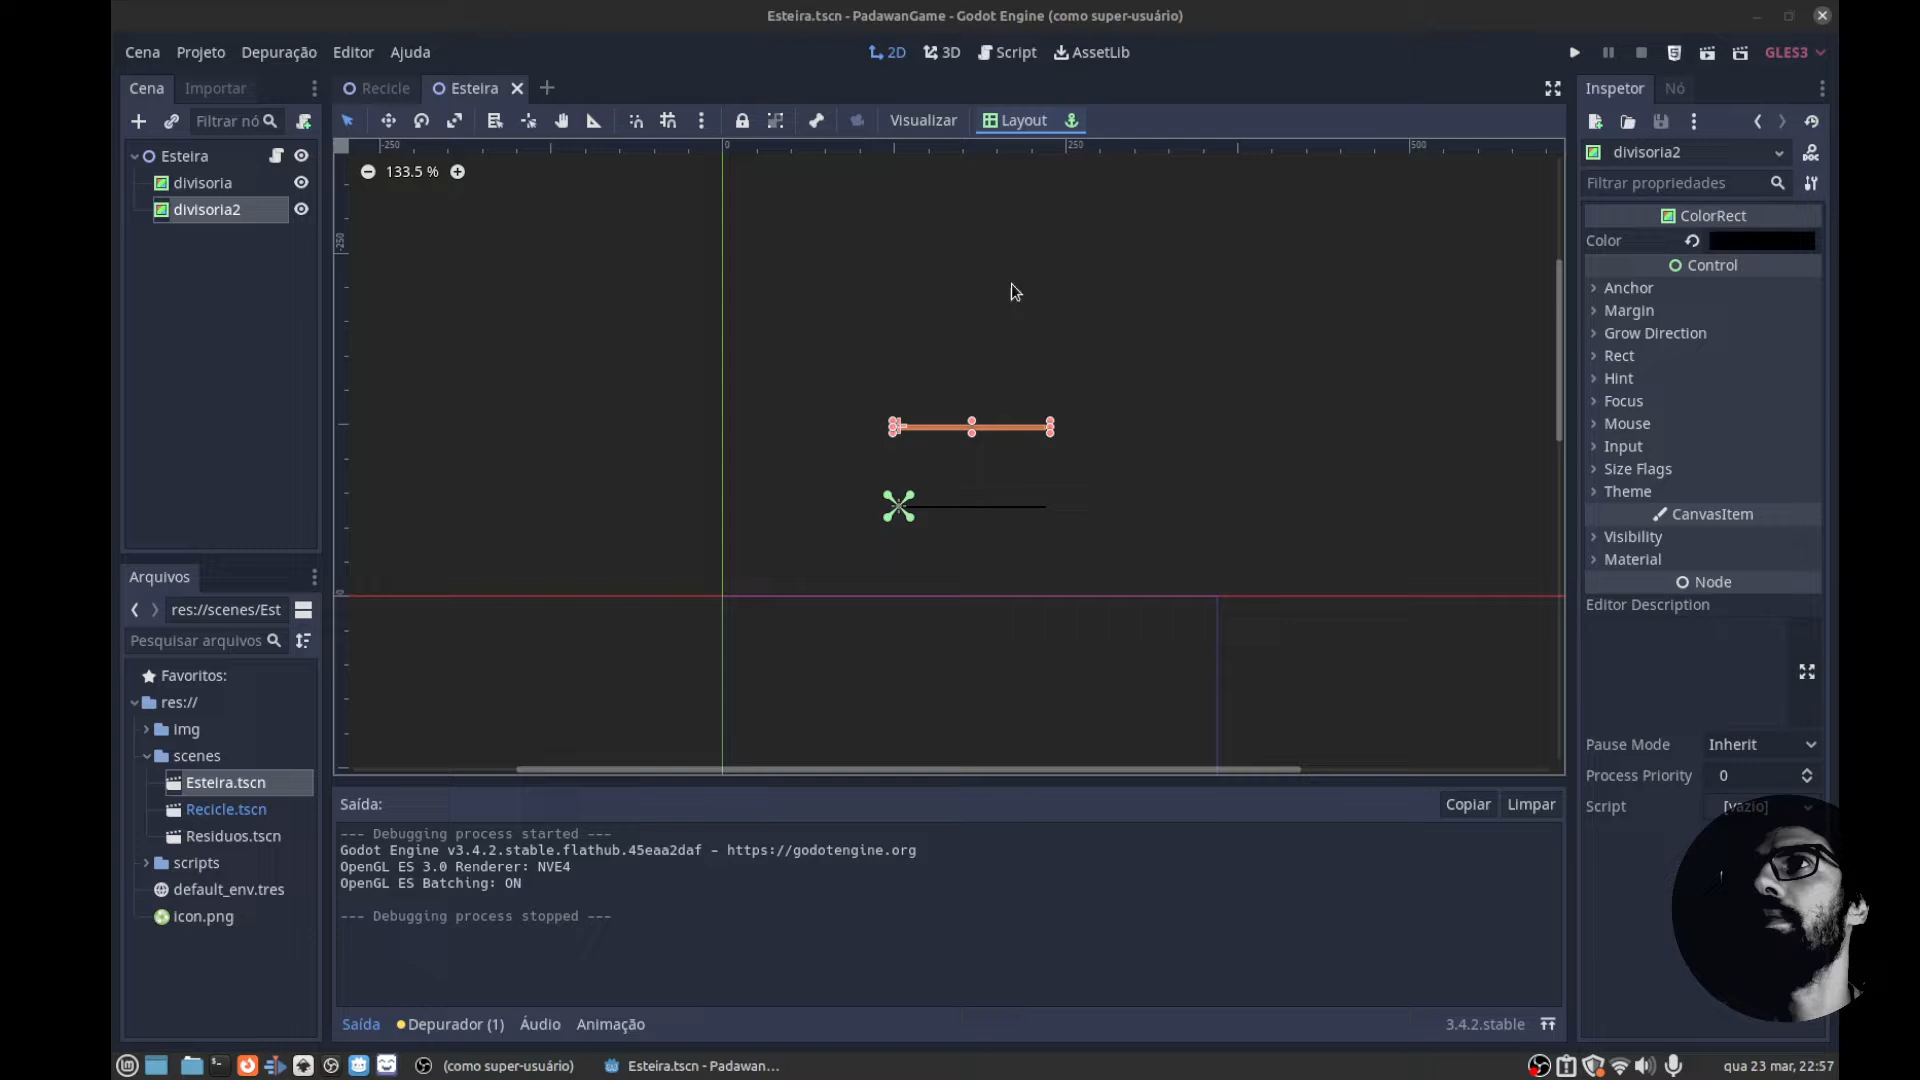 Esteira.tscn - PadawanGame - Godot Engine (como super-usuário)
Cena Projeto Depuração Editor Ajuda
2D 3D Script AssetLib
GLES3
Cena Importar
Recicle Esteira
Inspetor Nó
Filtrar nó
Visualizar Layout
-250 0 250 500
133.5 %
Esteira
divisoria
divisoria2
-250
0
divisoria2
Filtrar propriedades
ColorRect
Color
Control
Anchor
Margin
Grow Direction
Rect
Hint
Focus
Mouse
Input
Size Flags
Theme
CanvasItem
Visibility
Material
Node
Editor Description
Pause Mode Inherit
Process Priority 0
Script [vazio]
Arquivos
res://scenes/Est
Pesquisar arquivos
Favoritos:
res://
img
scenes
Esteira.tscn
Recicle.tscn
Residuos.tscn
scripts
default_env.tres
icon.png
Saída: Copiar Limpar
--- Debugging process started ---
Godot Engine v3.4.2.stable.flathub.45eaa2daf - https://godotengine.org
OpenGL ES 3.0 Renderer: NVE4
OpenGL ES Batching: ON
--- Debugging process stopped ---
Saída Depurador (1) Áudio Animação 3.4.2.stable
(como super-usuário) Esteira.tscn - Padawan... qua 23 mar, 22:57